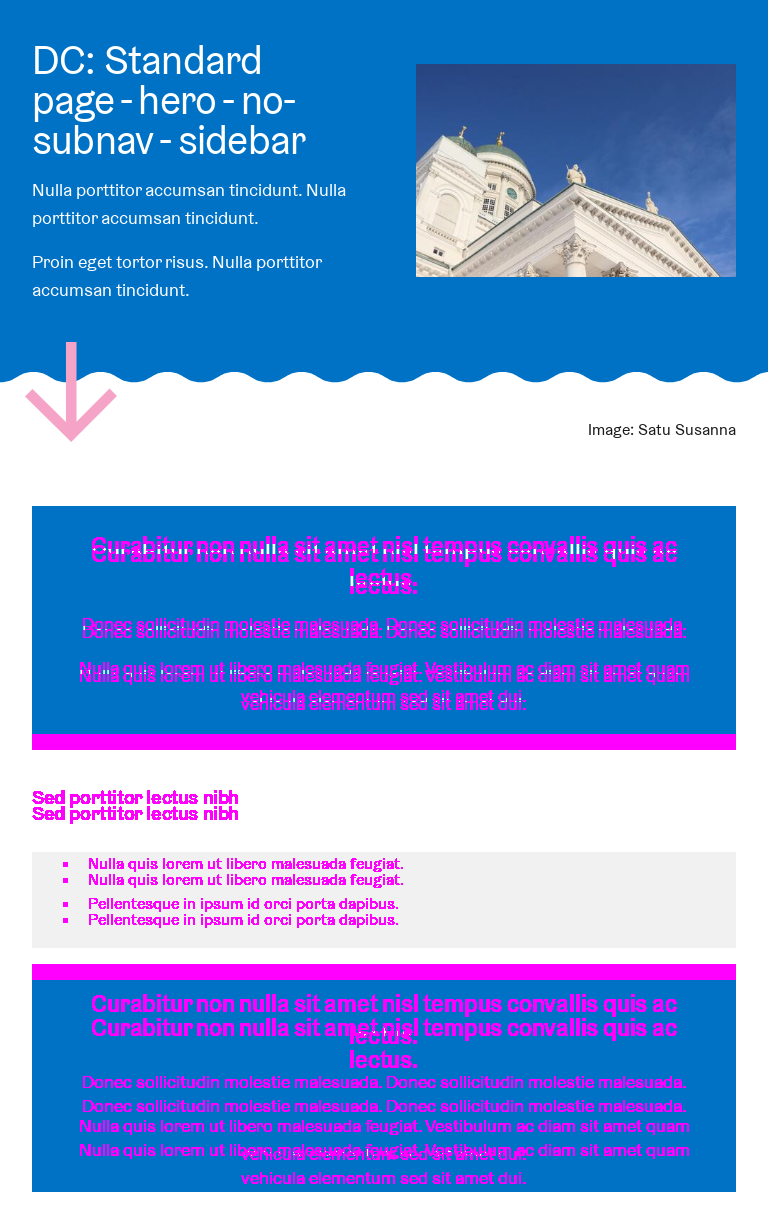 DC: Standard
page - hero - no-
subnav - sidebar
Nulla porttitor accumsan tincidunt. Nulla
porttitor accumsan tincidunt.
Proin eget tortor risus. Nulla porttitor
accumsan tincidunt.
Image: Satu Susanna
Curabitur non nulla sit amet nisl tempus convallis quis ac
Curabitur non nulla sit amet nisl tempus convallis quis ac
lectus.
lectus.
Donec sollicitudin molestie malesuada. Donec sollicitudin molestie malesuada.
Donec sollicitudin molestie malesuada. Donec sollicitudin molestie malesuada.
Nulla quis lorem ut libero malesuada feugiat. Vestibulum ac diam sit amet quam
Nulla quis lorem ut libero malesuada feugiat. Vestibulum ac diam sit amet quam
vehicula elementum sed sit amet dui.
vehicula elementum sed sit amet dui.
Sed porttitor lectus nibh
Sed porttitor lectus nibh
Nulla quis lorem ut libero malesuada feugiat.
Nulla quis lorem ut libero malesuada feugiat.
Pellentesque in ipsum id orci porta dapibus.
Pellentesque in ipsum id orci porta dapibus.
Curabitur non nulla sit amet nisl tempus convallis quis ac
Curabitur non nulla sit amet nisl tempus convallis quis ac
lectus.
lectus.
Donec sollicitudin molestie malesuada. Donec sollicitudin molestie malesuada.
Donec sollicitudin molestie malesuada. Donec sollicitudin molestie malesuada.
Nulla quis lorem ut libero malesuada feugiat. Vestibulum ac diam sit amet quam
Nulla quis lorem ut libero malesuada feugiat. Vestibulum ac diam sit amet quam
vehicula elementum sed sit amet dui.
vehicula elementum sed sit amet dui.